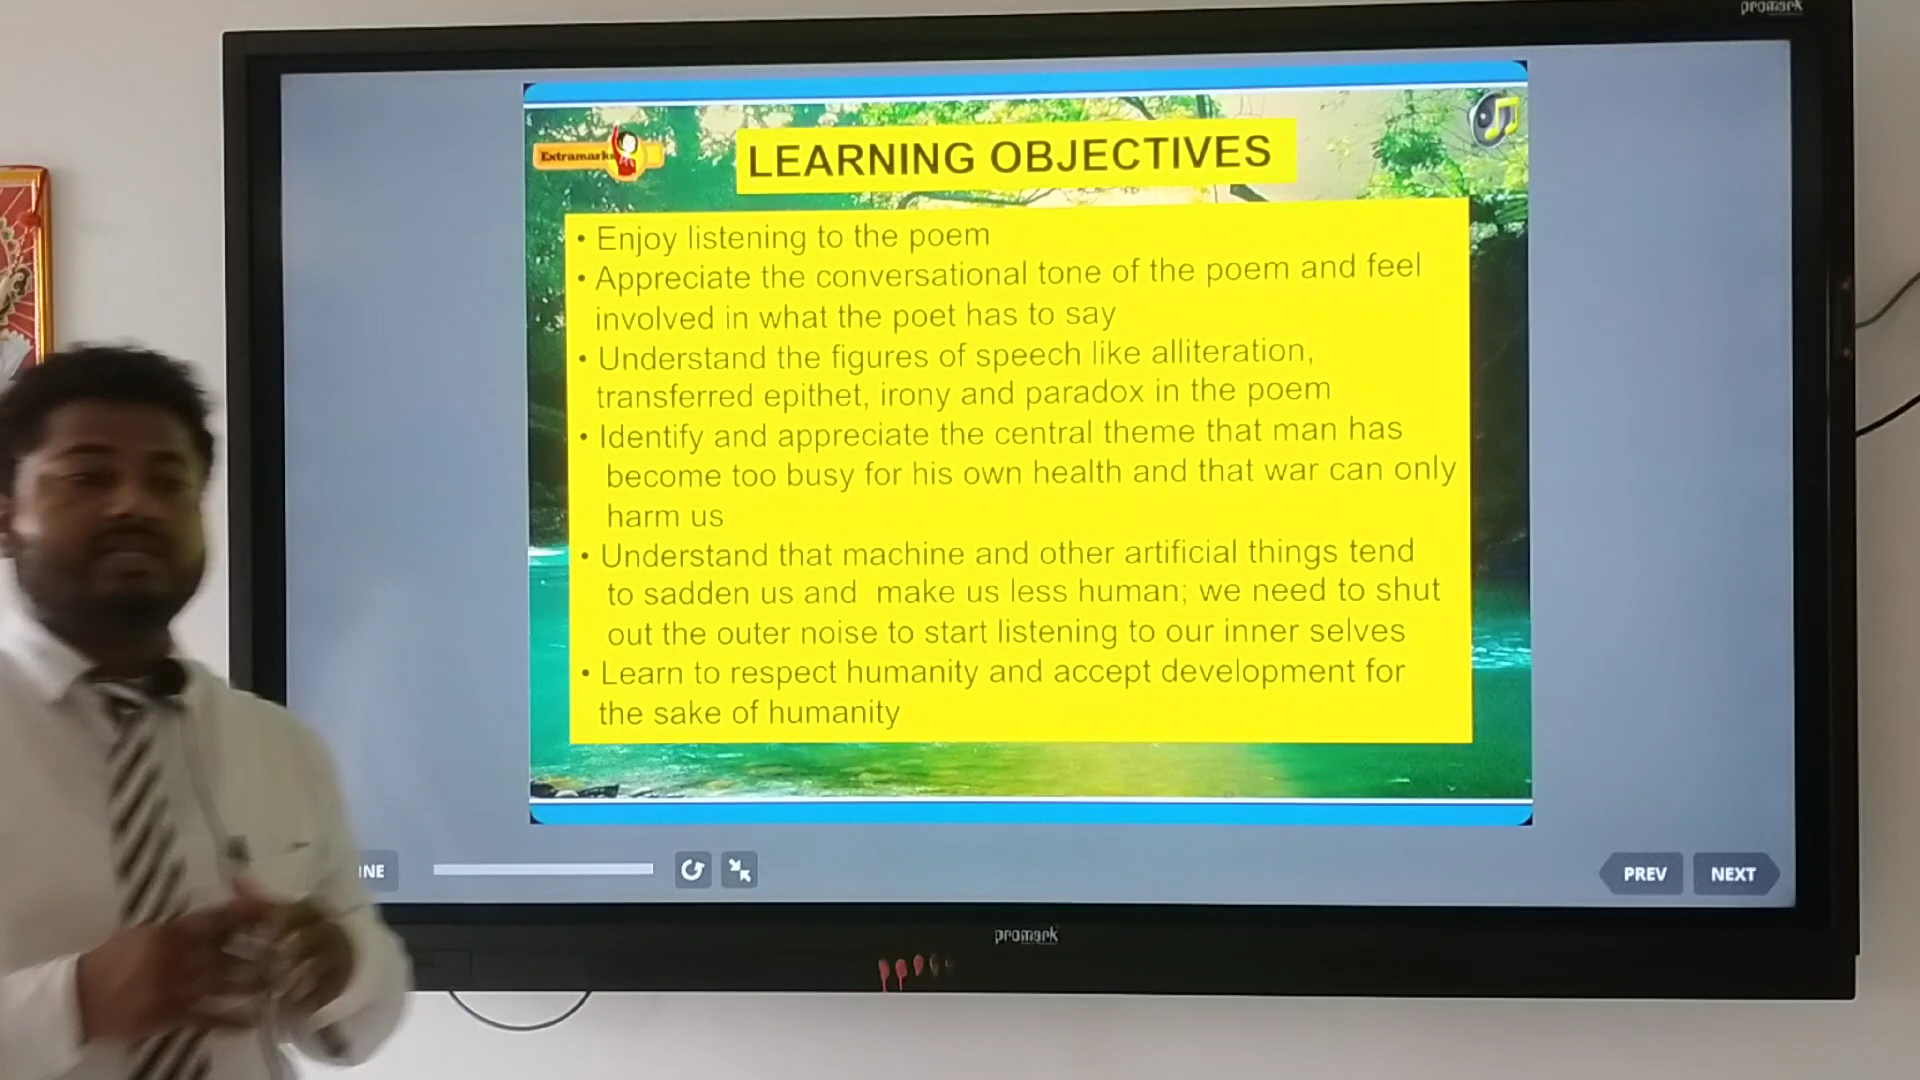 promark
Extramarks
LEARNING OBJECTIVES
• Enjoy listening to the poem
• Appreciate the conversational tone of the poem and feel
involved in what the poet has to say
• Understand the figures of speech like alliteration,
transferred epithet, irony and paradox in the poem
• Identify and appreciate the central theme that man has
become too busy for his own health and that war can only
harm us
• Understand that machine and other artificial things tend
to sadden us and make us less human; we need to shut
out the outer noise to start listening to our inner selves
• Learn to respect humanity and accept development for
the sake of humanity
INE
PREV
NEXT
promark